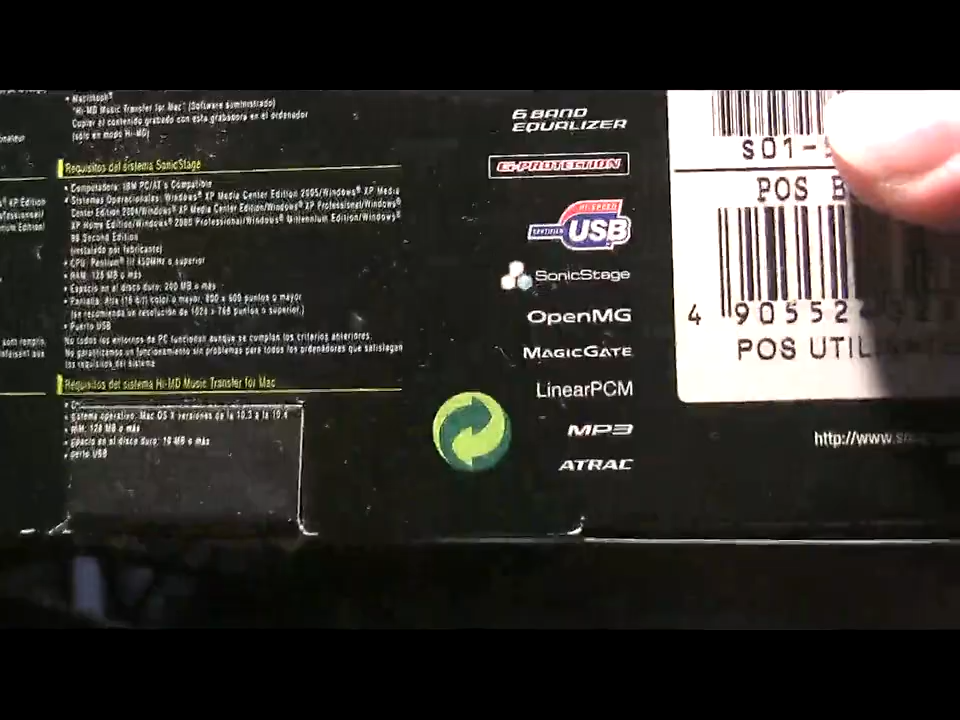 • Macintosh®
"Hi-MD Music Transfer for Mac" (Software suministrado)
Copiar el contenido grabado con esta grabadora en el ordenador
(sólo en modo Hi-MD)
Requisitos del sistema SonicStage
• Computadora: IBM PC/AT o Compatible
• Sistemas Operacionales: Windows® XP Media Center Edition 2005/Windows® XP Media
Center Edition 2004/Windows® XP Media Center Edition/Windows® XP Professional/Windows®
XP Home Edition/Windows® 2000 Professional/Windows® Millennium Edition/Windows®
98 Second Edition
(instalado por fabricante)
• CPU: Pentium® III 450MHz o superior
• RAM: 128 MB o más
• Espacio en el disco duro: 200 MB o más
• Pantalla: Alta (16 bit) color o mayor, 800 x 600 puntos o mayor
(se recomienda en resolución de 1024 x 768 puntos o superior.)
• Puerto USB
No todos los entornos de PC funcionan aunque se cumplan los criterios anteriores.
No garantizamos un funcionamiento sin problemas para todos los ordenadores que satisfagan
los requisitos del sistema
Requisitos del sistema Hi-MD Music Transfer for Mac
sistema operativo: Mac OS X versiones de la 10.3 a la 10.4
RAM: 128 MB o más
espacio en el disco duro: 10 MB o más
USB
6 BAND
EQUALIZER
G-PROTECTION
HI-SPEED
CERTIFIED USB
SonicStage
OpenMG
MAGICGATE
LinearPCM
MP3
ATRAC
S01-
POS
4 90552
POS UTIL
http://www.s